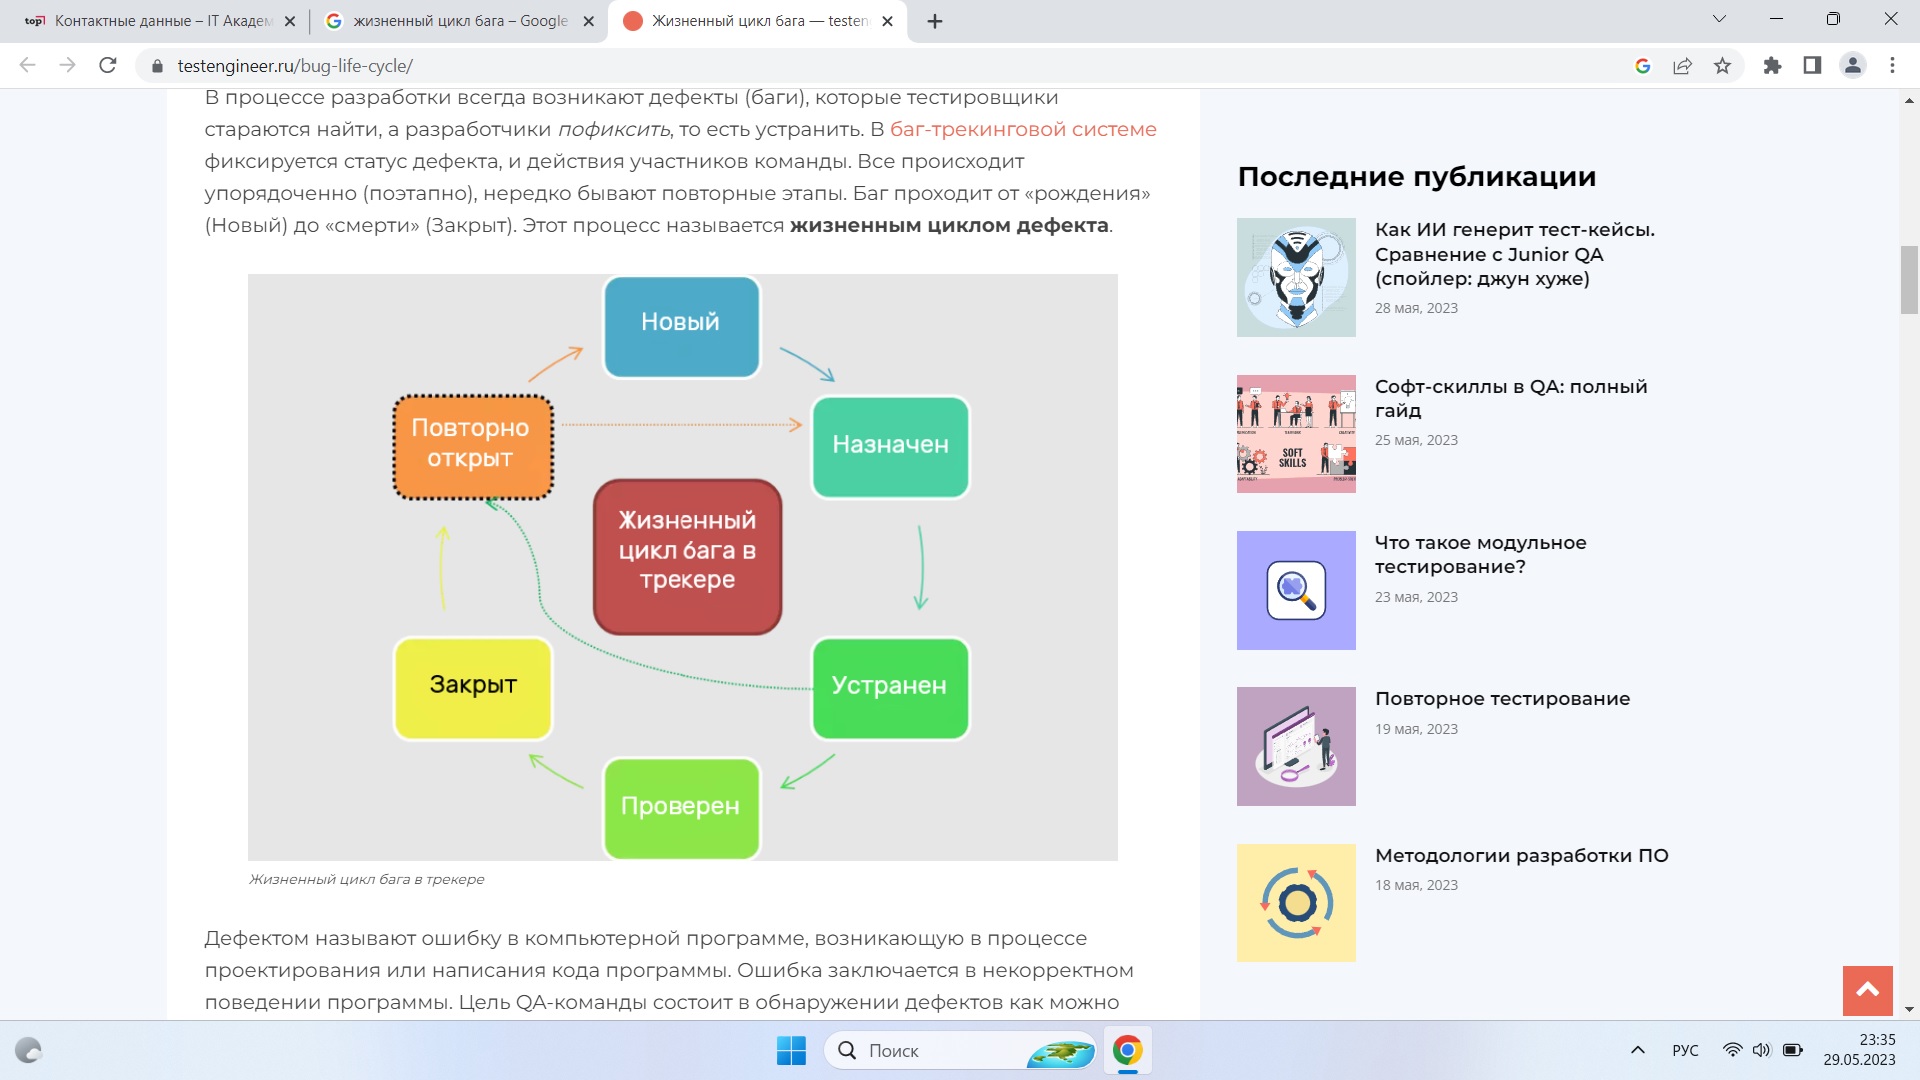 top Контактные данные – IT Академ
жизненный цикл бага – Google
Жизненный цикл бага — testen
testengineer.ru/bug-life-cycle/
В процессе разработки всегда возникают дефекты (баги), которые тестировщики
стараются найти, а разработчики пофиксить, то есть устранить. В баг-трекинговой системе
фиксируется статус дефекта, и действия участников команды. Все происходит
упорядоченно (поэтапно), нередко бывают повторные этапы. Баг проходит от «рождения»
(Новый) до «смерти» (Закрыт). Этот процесс называется жизненным циклом дефекта.
Новый
Повторно
открыт
Назначен
Жизненный
цикл бага в
трекере
Закрыт
Устранен
Проверен
Жизненный цикл бага в трекере
Дефектом называют ошибку в компьютерной программе, возникающую в процессе
проектирования или написания кода программы. Ошибка заключается в некорректном
поведении программы. Цель QA-команды состоит в обнаружении дефектов как можно
Последние публикации
Как ИИ генерит тест-кейсы.
Сравнение с Junior QA
(спойлер: джун хуже)
28 мая, 2023
SOFT
SKILLS
Софт-скиллы в QA: полный
гайд
25 мая, 2023
Что такое модульное
тестирование?
23 мая, 2023
Повторное тестирование
19 мая, 2023
Методологии разработки ПО
18 мая, 2023
Поиск
РУС
23:35
29.05.2023